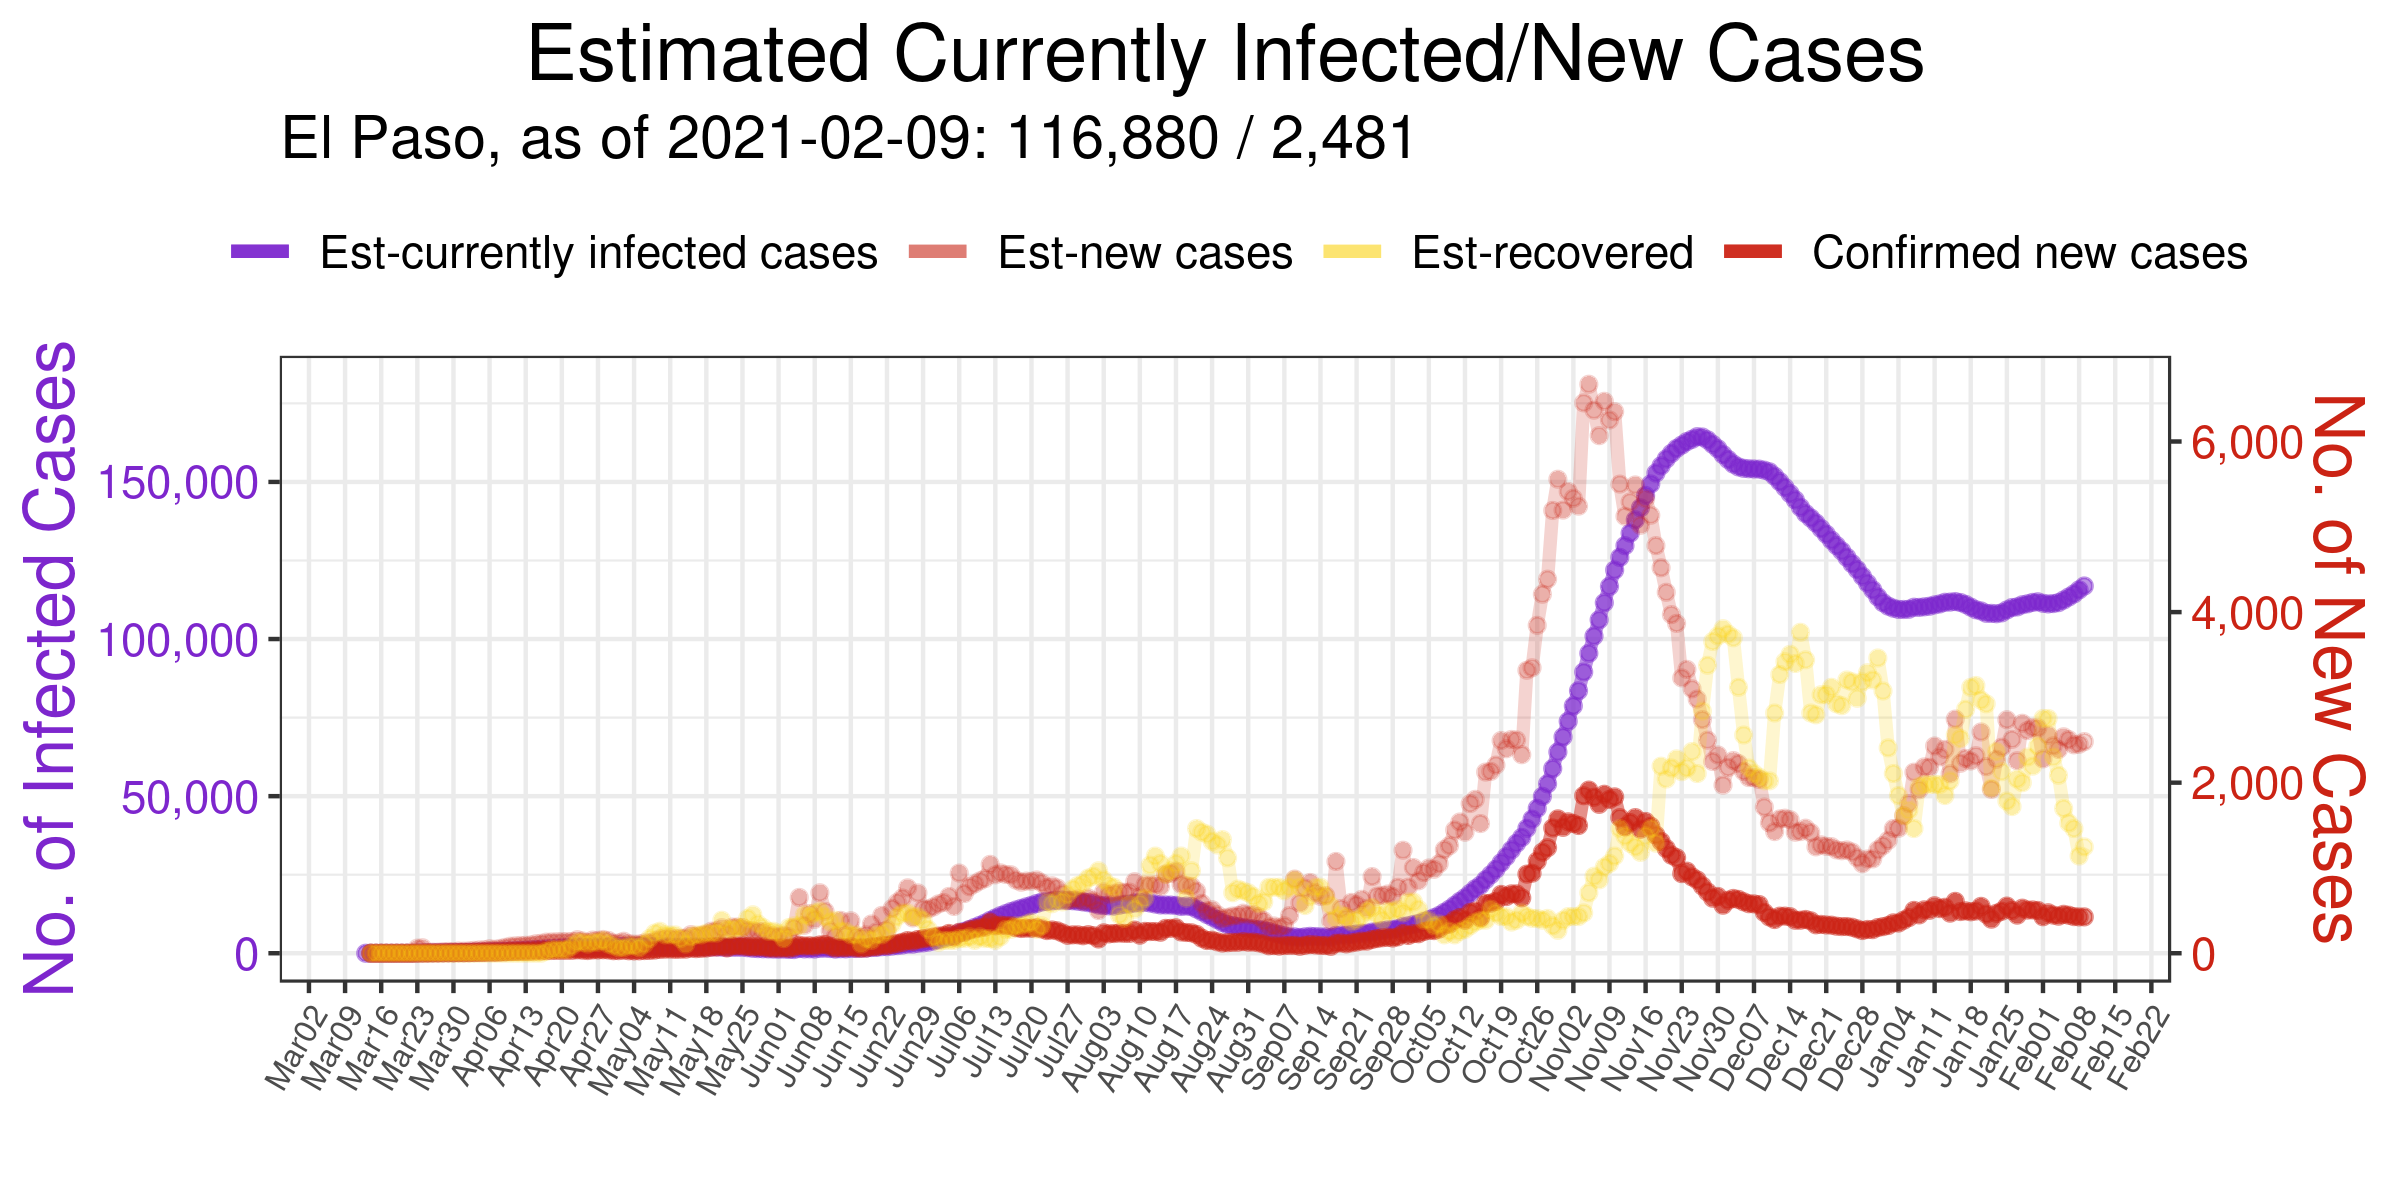 Estimated Currently Infected/New Cases
El Paso, as of 2021-02-09: 116,880 / 2,481
Est-currently infected cases Est-new cases Est-recovered Confirmed new cases
No. of Infected Cases
150,000
100,000
50,000
0
6,000
4,000
2,000
0
No. of New Cases
Mar02 Mar09 Mar16 Mar23 Mar30 Apr06 Apr13 Apr20 Apr27 May04 May11 May18 May25 Jun01 Jun08 Jun15 Jun22 Jun29 Jul06 Jul13 Jul20 Jul27 Aug03 Aug10 Aug17 Aug24 Aug31 Sep07 Sep14 Sep21 Sep28 Oct05 Oct12 Oct19 Oct26 Nov02 Nov09 Nov16 Nov23 Nov30 Dec07 Dec14 Dec21 Dec28 Jan04 Jan11 Jan18 Jan25 Feb01 Feb08 Feb15 Feb22